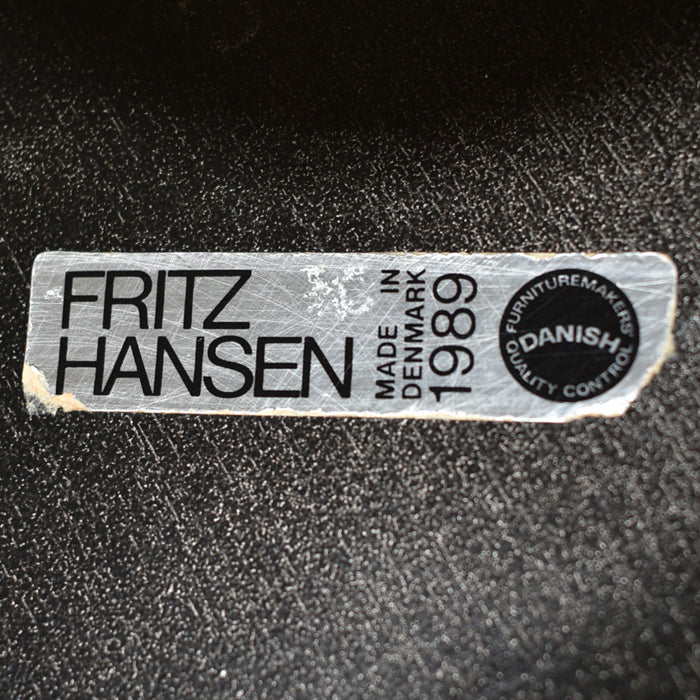 FRITZ
HANSEN
MADE IN
DENMARK
1989
FURNITUREMAKERS'
DANISH
QUALITY CONTROL